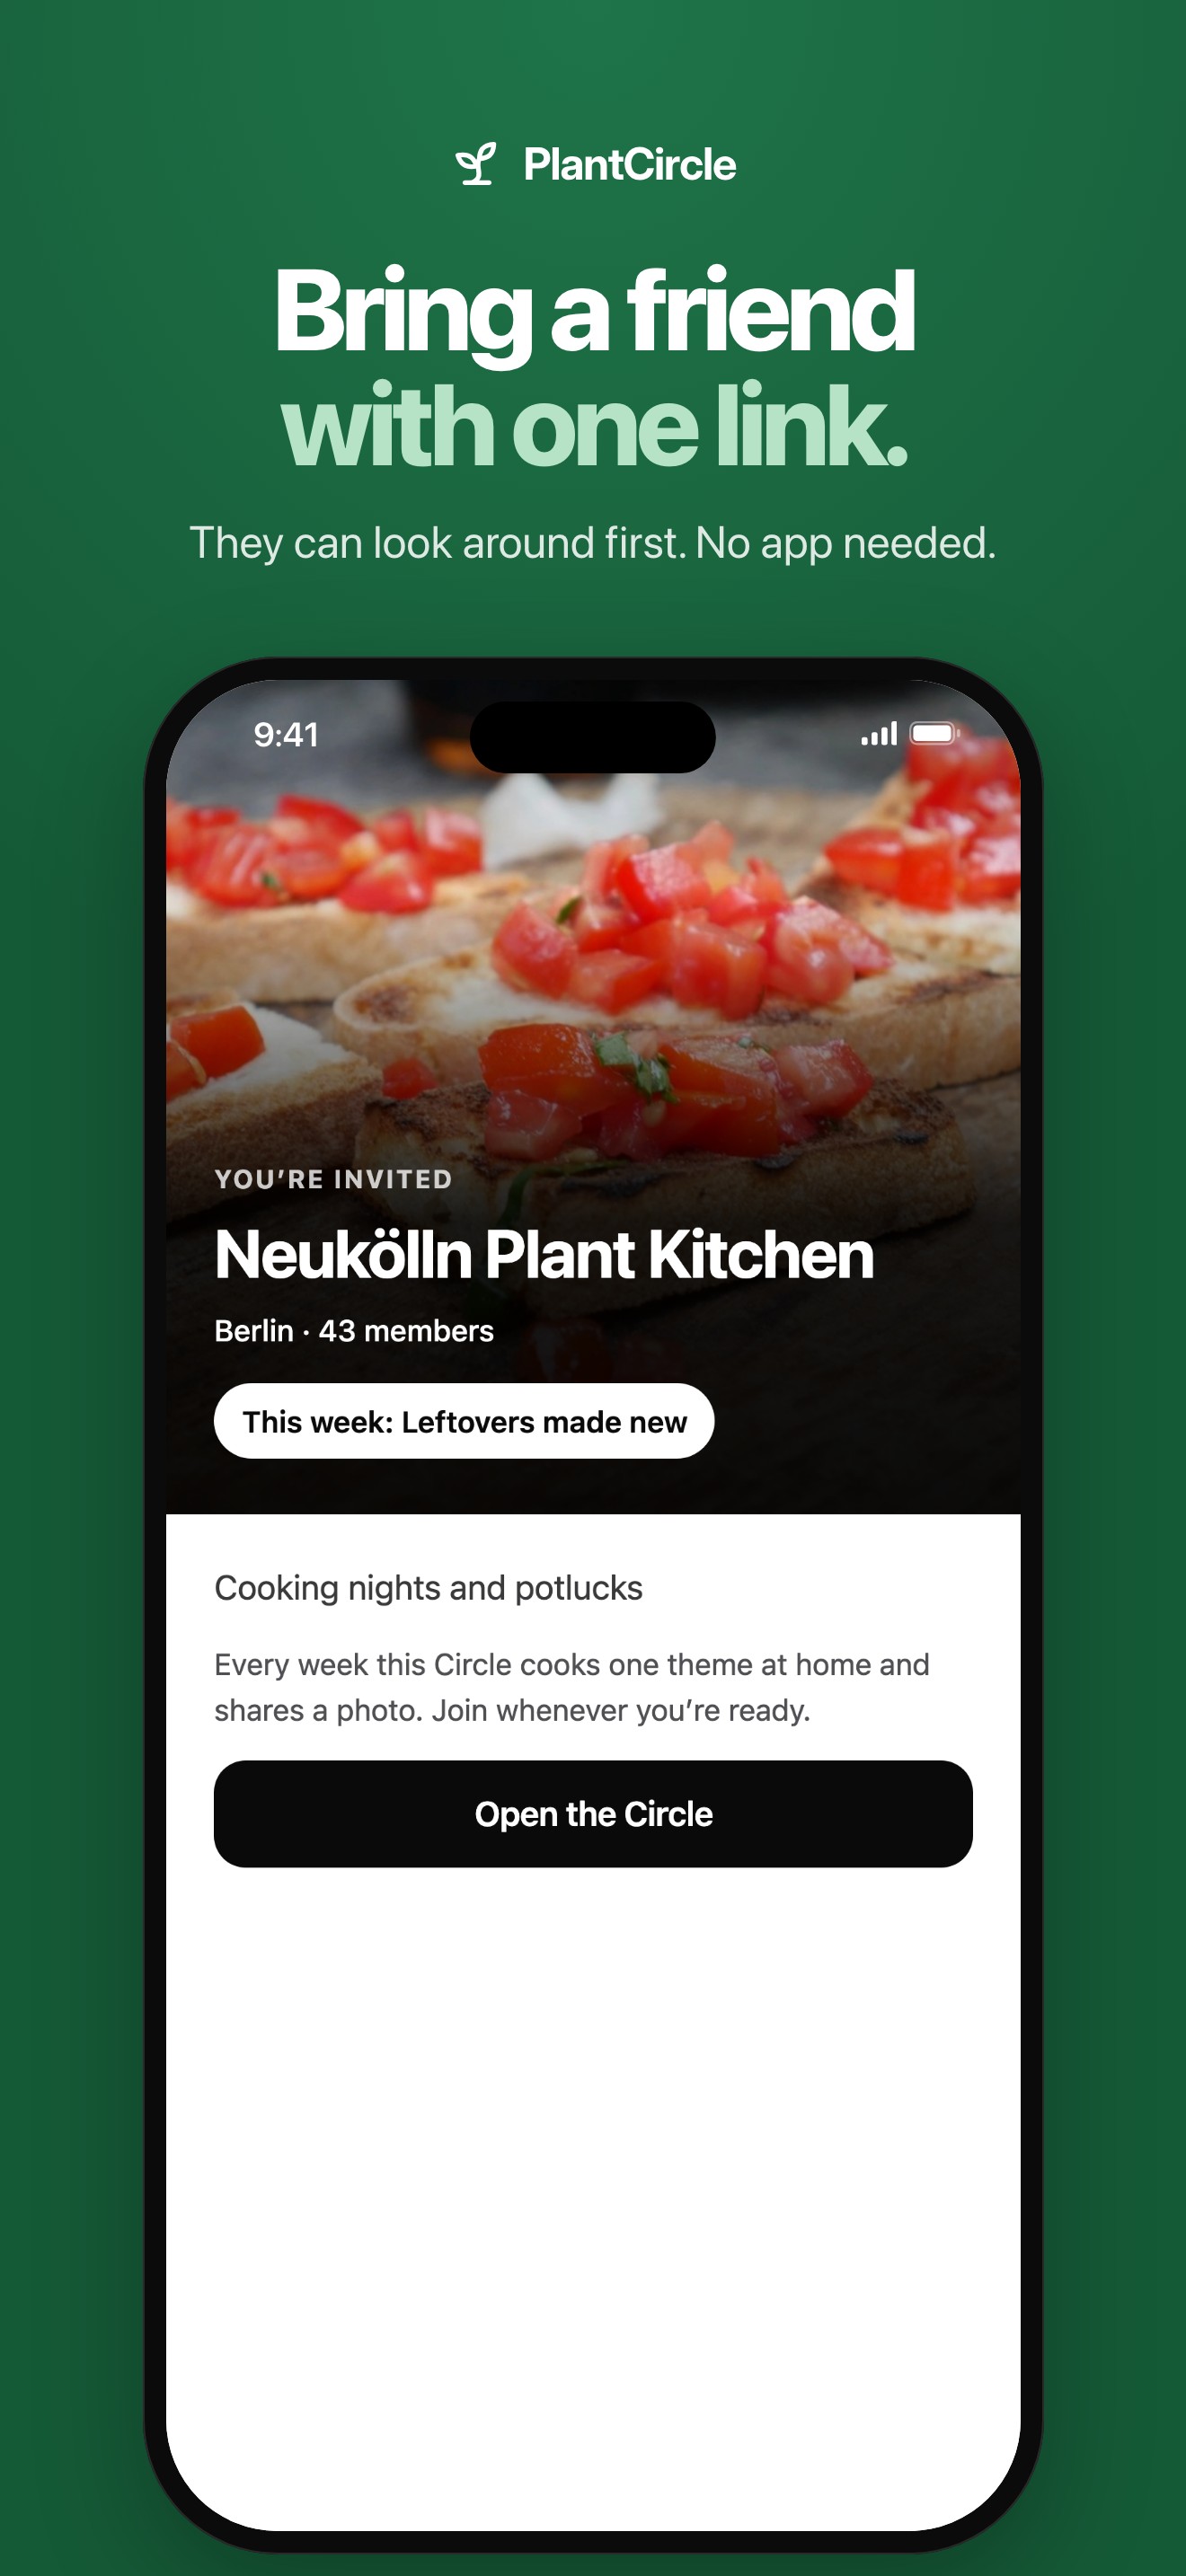 PlantCircle
Bring a friend
with one link.
They can look around first. No app needed.
9:41
YOU’RE INVITED
Neukölln Plant Kitchen
Berlin · 43 members
This week: Leftovers made new
Cooking nights and potlucks
Every week this Circle cooks one theme at home and
shares a photo. Join whenever you’re ready.
Open the Circle